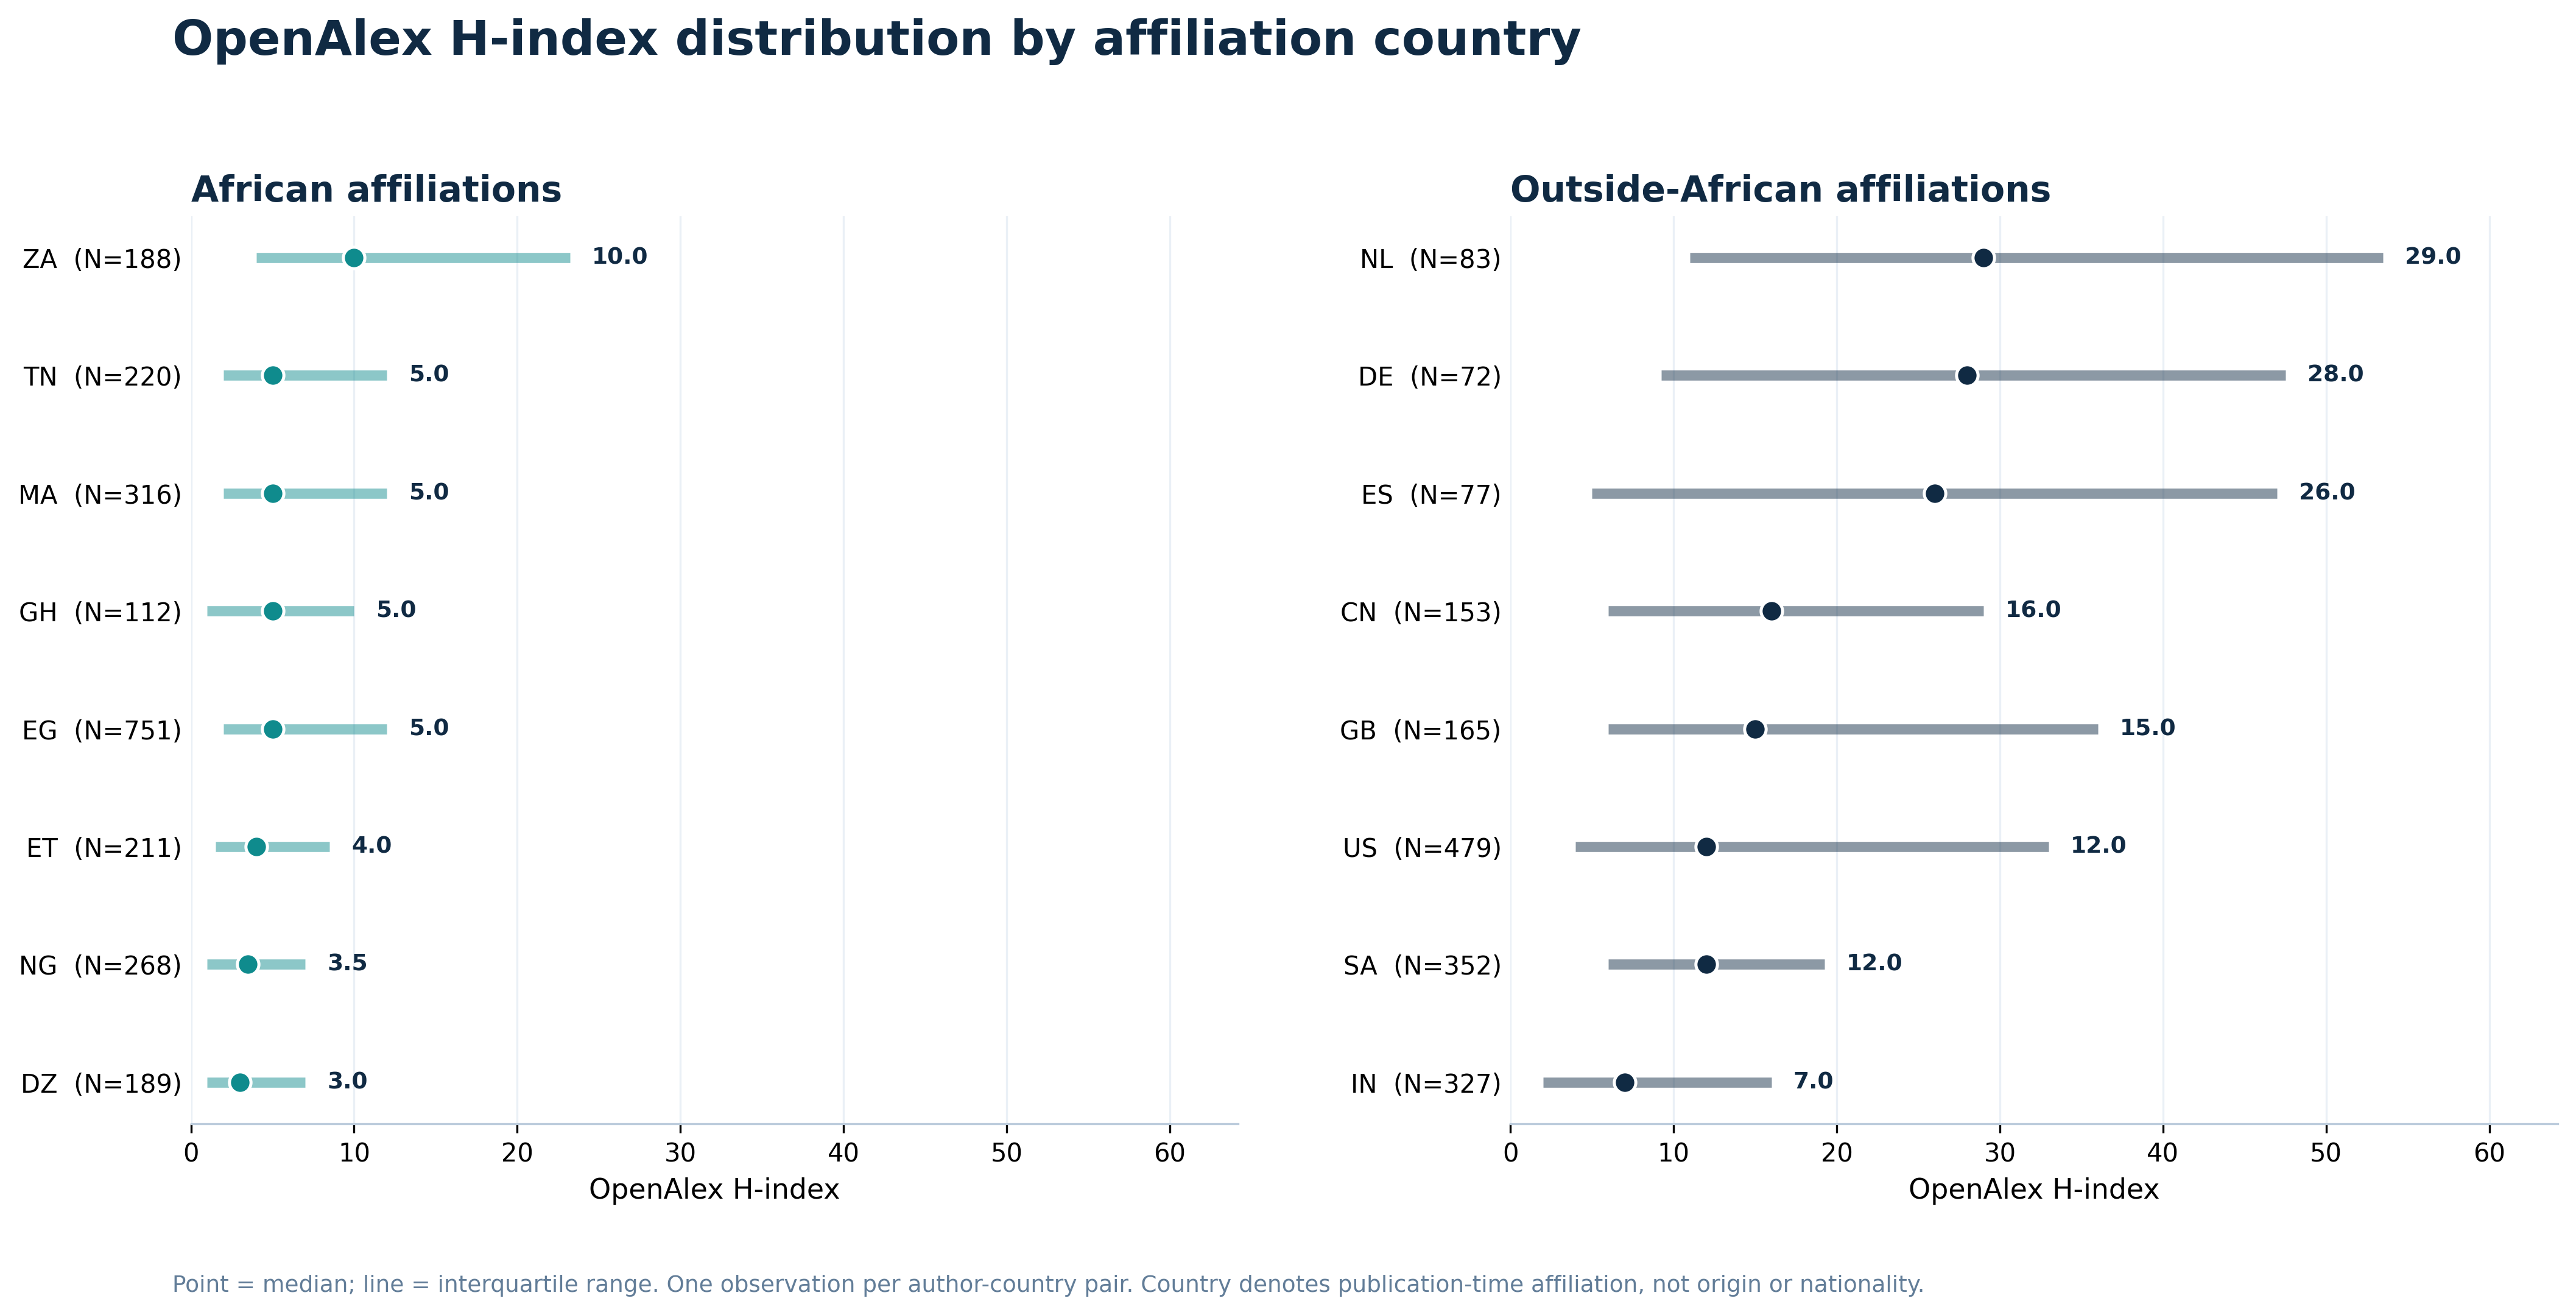 OpenAlex H-index distribution by affiliation country
African affiliations
ZA (N=188) 10.0
TN (N=220) 5.0
MA (N=316) 5.0
GH (N=112) 5.0
EG (N=751) 5.0
ET (N=211) 4.0
NG (N=268) 3.5
DZ (N=189) 3.0
0 10 20 30 40 50 60
OpenAlex H-index
Outside-African affiliations
NL (N=83) 29.0
DE (N=72) 28.0
ES (N=77) 26.0
CN (N=153) 16.0
GB (N=165) 15.0
US (N=479) 12.0
SA (N=352) 12.0
IN (N=327) 7.0
0 10 20 30 40 50 60
OpenAlex H-index
Point = median; line = interquartile range. One observation per author-country pair. Country denotes publication-time affiliation, not origin or nationality.